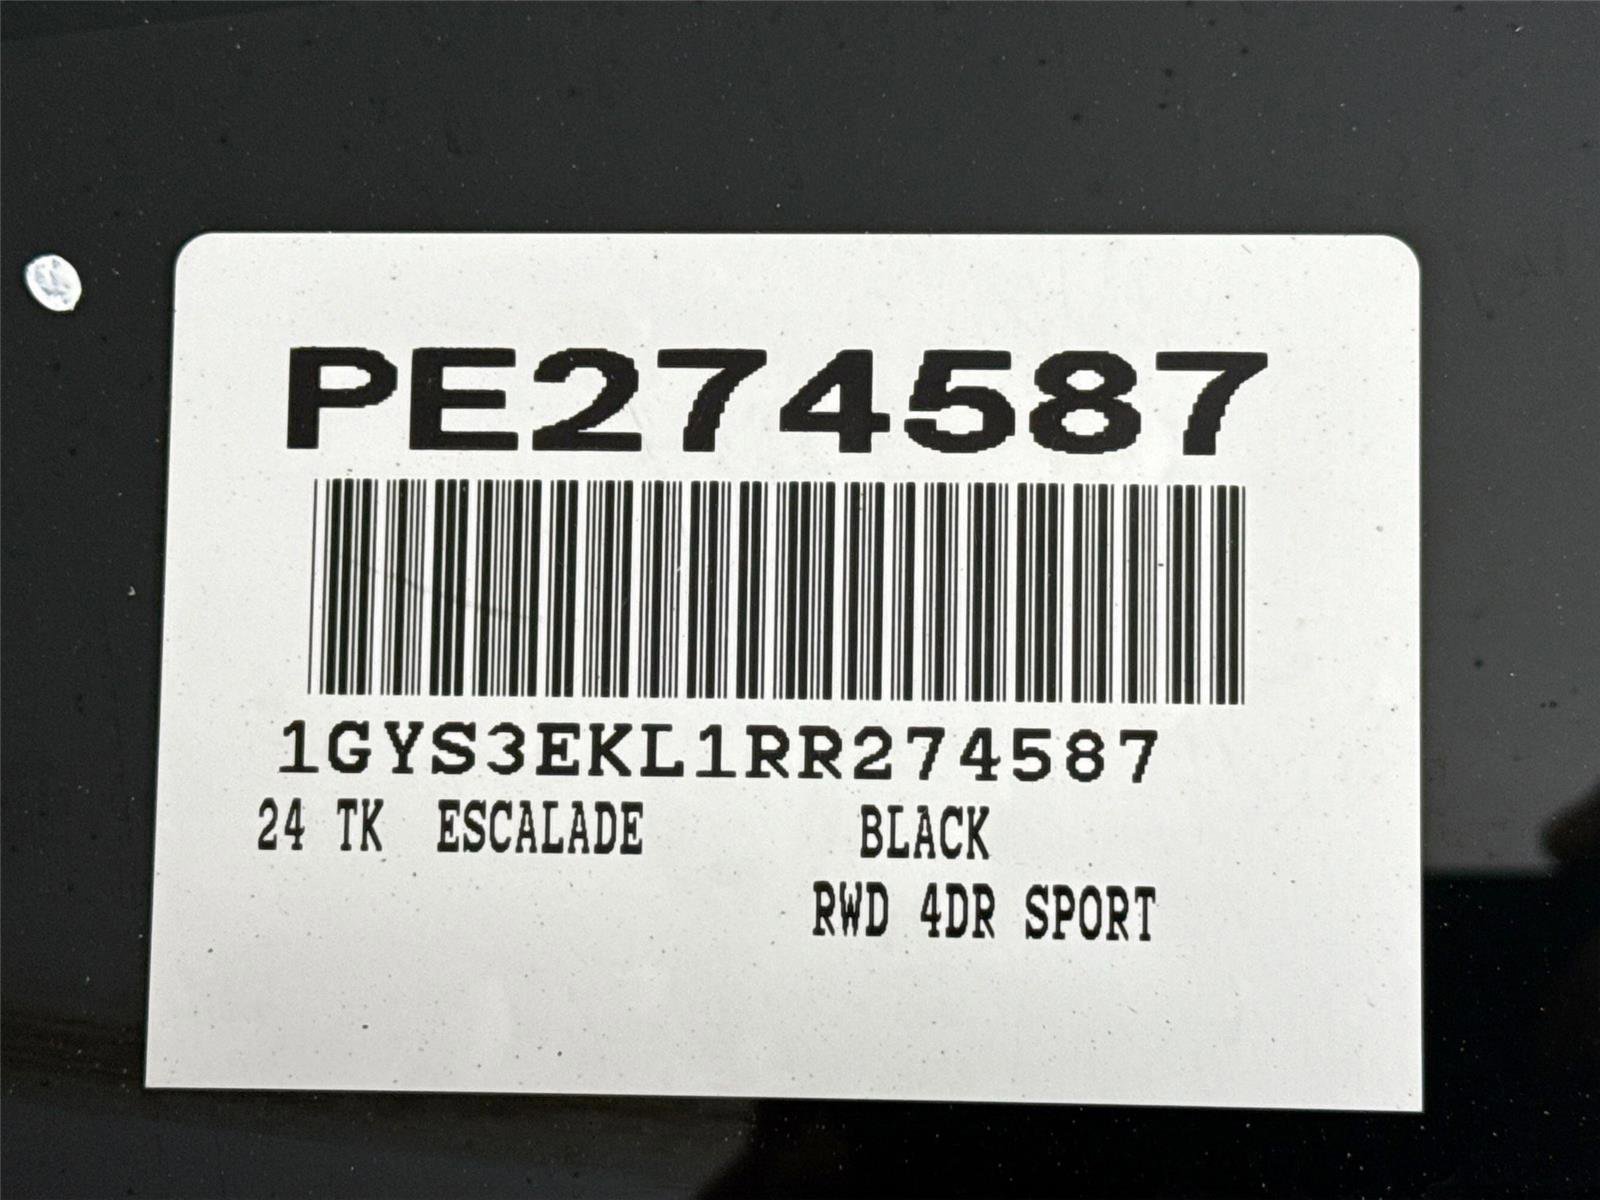 PE274587
1GYS3EKL1RR274587
24 TK ESCALADE BLACK
RWD 4DR SPORT